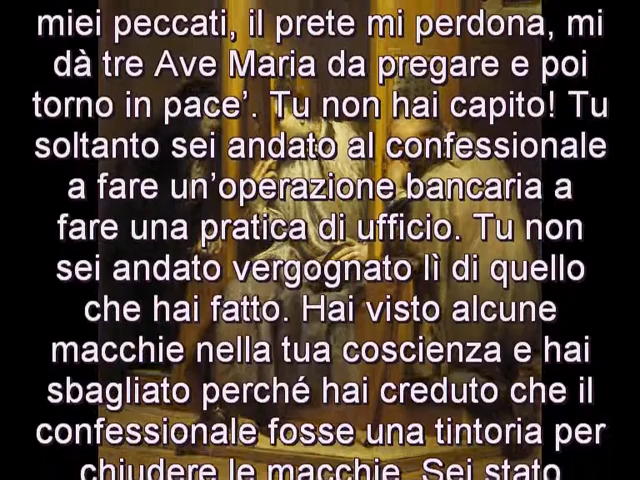 miei peccati, il prete mi perdona, mi
dà tre Ave Maria da pregare e poi
torno in pace’. Tu non hai capito! Tu
soltanto sei andato al confessionale
a fare un’operazione bancaria a
fare una pratica di ufficio. Tu non
sei andato vergognato lì di quello
che hai fatto. Hai visto alcune
macchie nella tua coscienza e hai
sbagliato perché hai creduto che il
confessionale fosse una tintoria per
chiudere le macchie. Sei stato